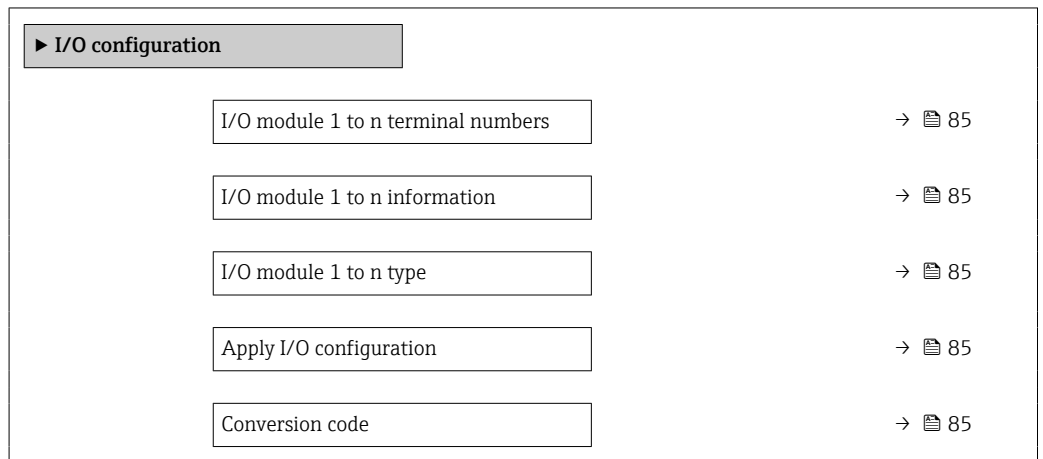 ▶ I/O configuration
I/O module 1 to n terminal numbers → 85
I/O module 1 to n information → 85
I/O module 1 to n type → 85
Apply I/O configuration → 85
Conversion code → 85